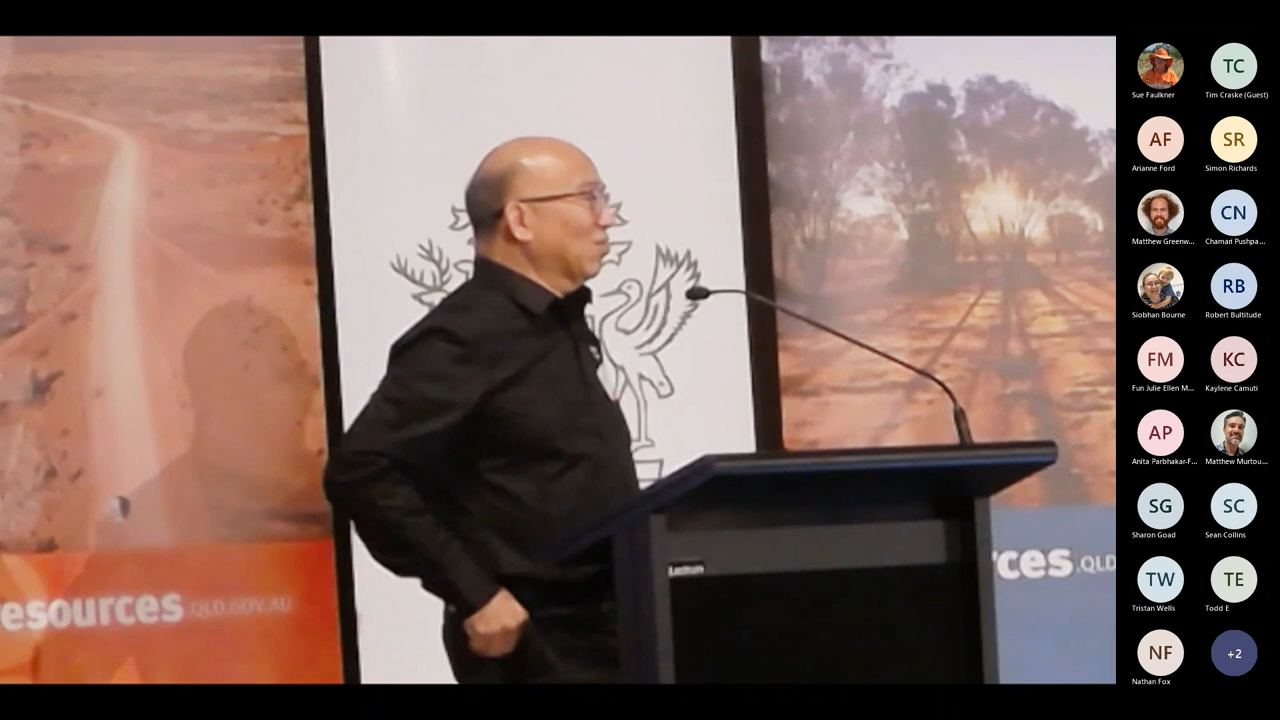 esources.QLD.GOV.AU
Lectrum
rces.QLD
Sue Faulkner
TC
Tim Craske (Guest)
AF
Arianne Ford
SR
Simon Richards
Matthew Greenw...
CN
Chamari Pushpa...
Siobhan Bourne
RB
Robert Bultitude
FM
Fun Julie Ellen M...
KC
Kaylene Camuti
AP
Anita Parbhakar-F...
Matthew Murtou...
SG
Sharon Goad
SC
Sean Collins
TW
Tristan Wells
TE
Todd E
NF
Nathan Fox
+2